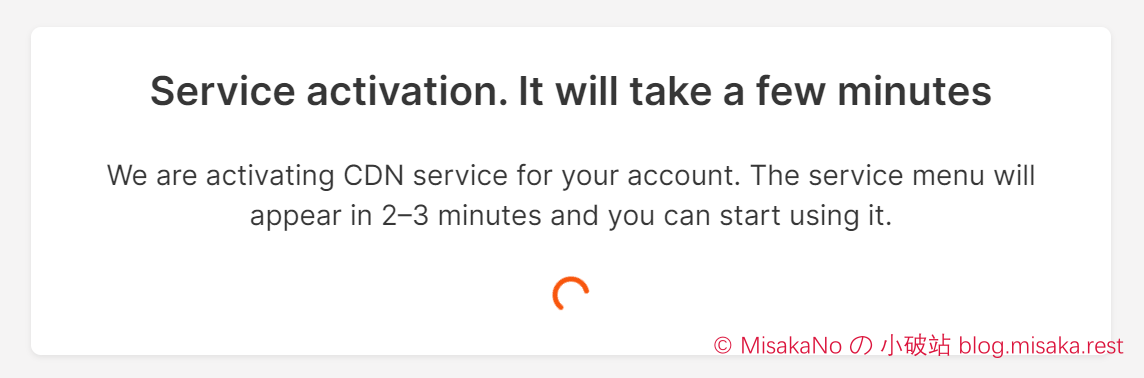 Service activation. It will take a few minutes
We are activating CDN service for your account. The service menu will
appear in 2–3 minutes and you can start using it.
© MisakaNo の 小破站 blog.misaka.rest